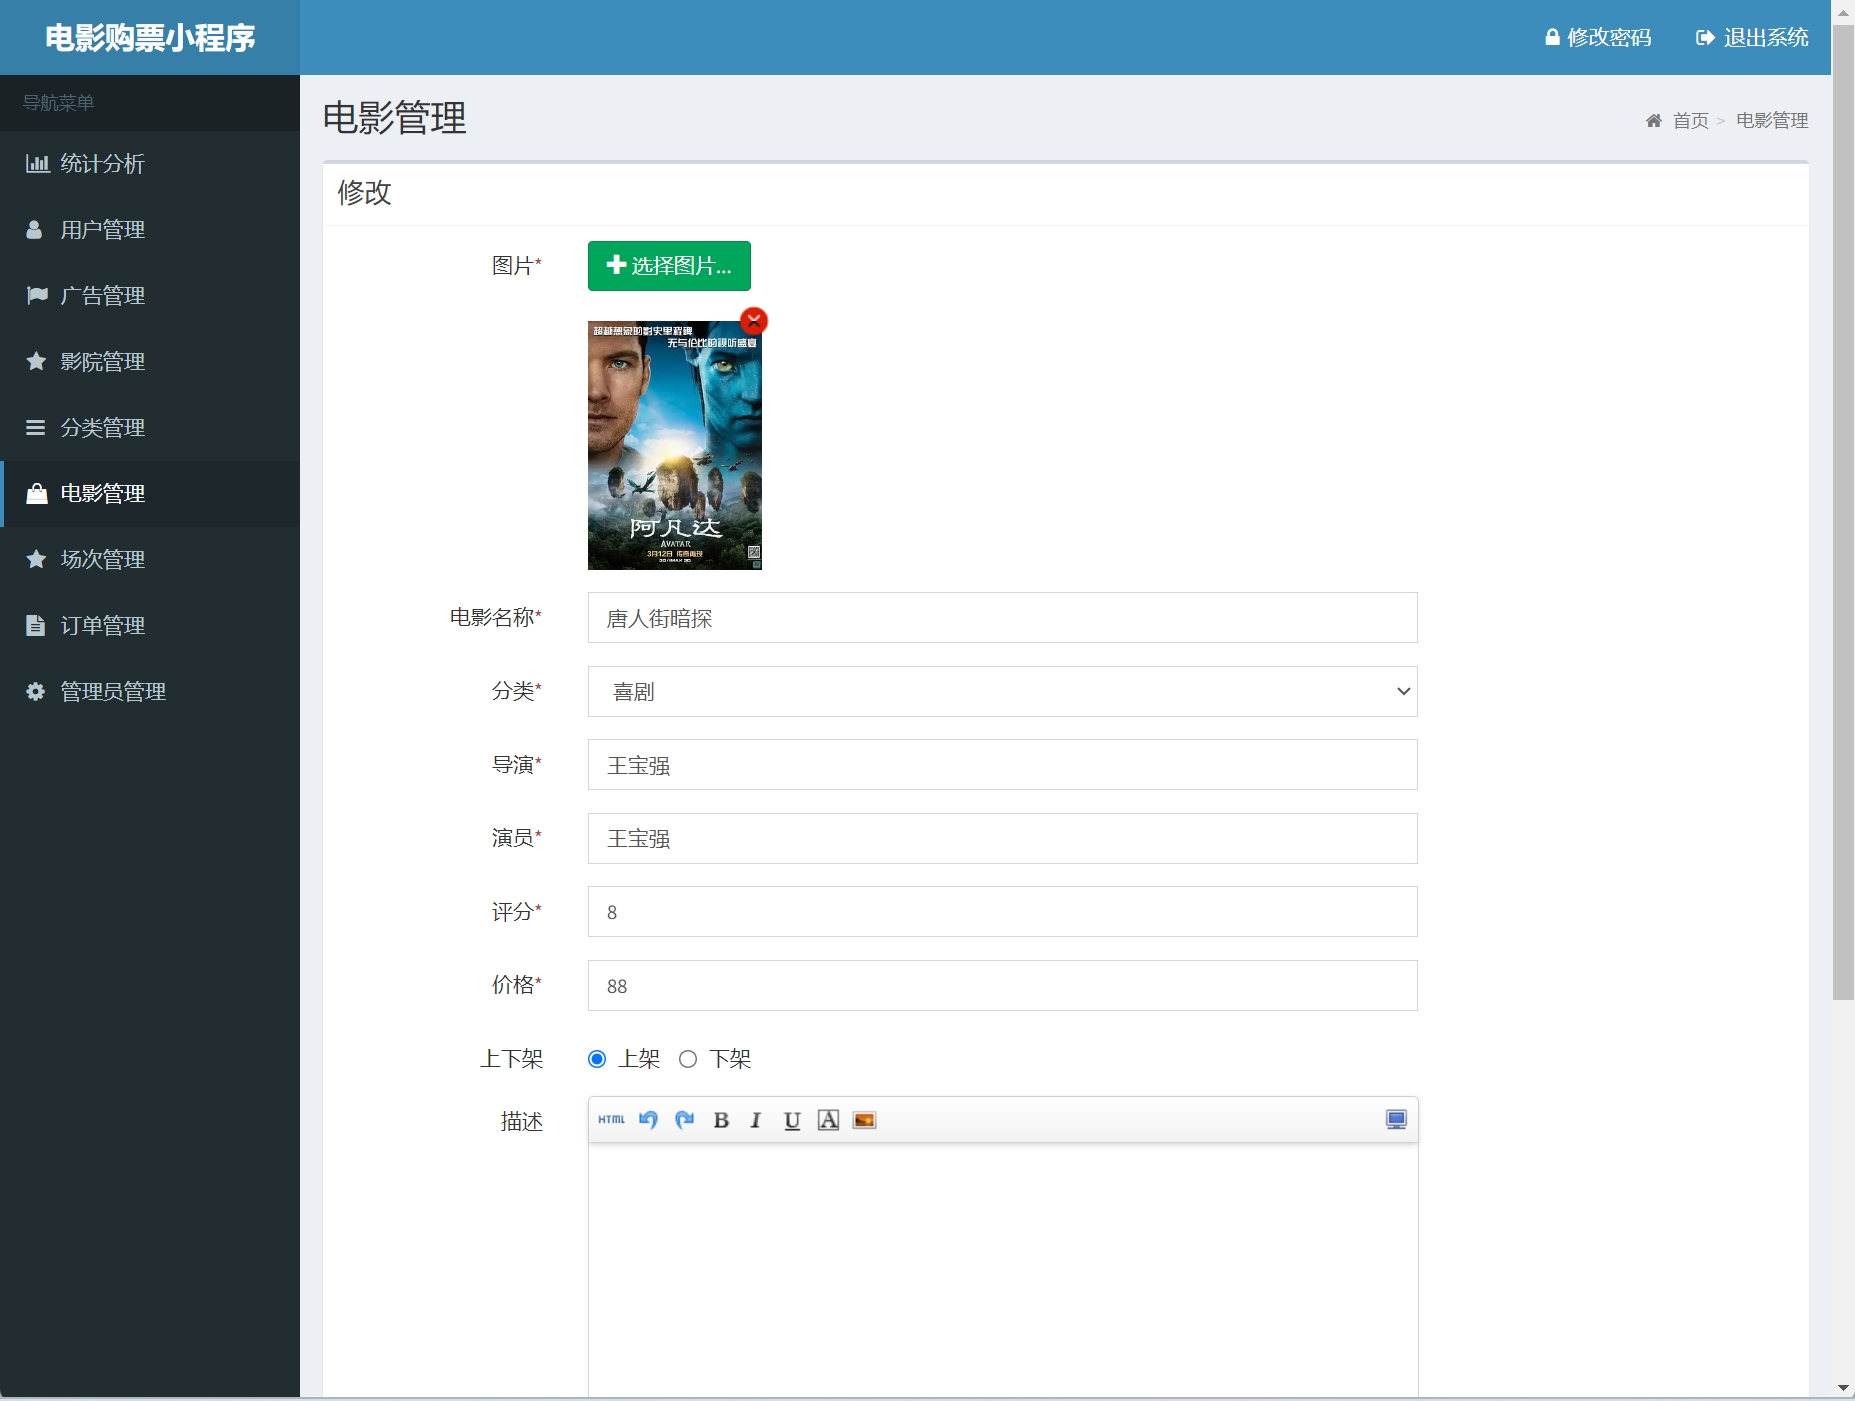 电影购票小程序
修改密码
退出系统
导航菜单
电影管理
首页 > 电影管理
统计分析
用户管理
广告管理
影院管理
分类管理
电影管理
场次管理
订单管理
管理员管理
修改
图片*
选择图片...
超越想象的影史里程碑
无与伦比的视听盛宴
阿凡达
AVATAR
3月12日 传奇再现
电影名称*
唐人街暗探
分类*
喜剧
导演*
王宝强
演员*
王宝强
评分*
8
价格*
88
上下架
上架
下架
描述
HTML B I U A